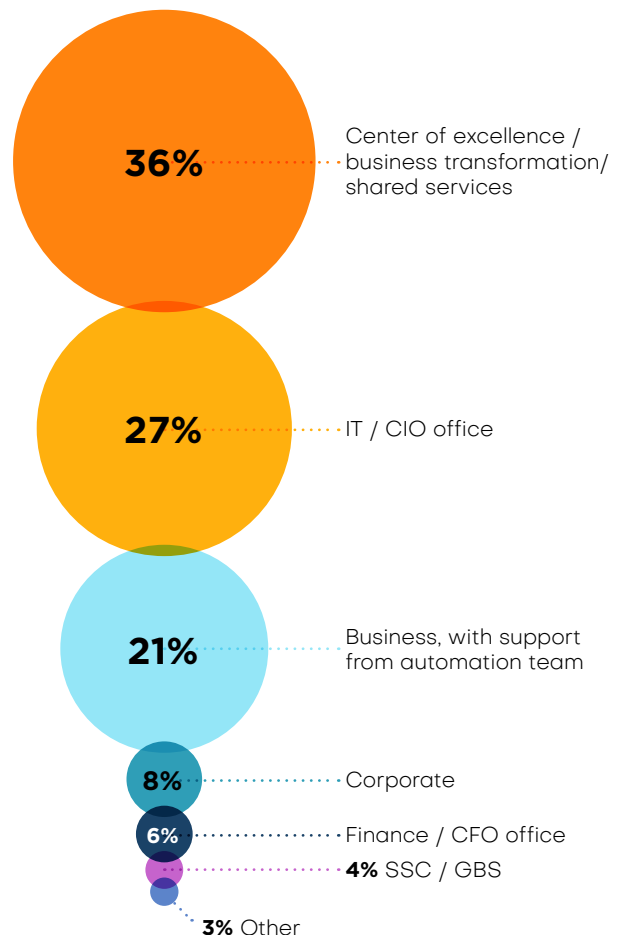 36%
Center of excellence /
business transformation/
shared services
27%
IT / CIO office
21%
Business, with support
from automation team
8%
Corporate
6%
Finance / CFO office
4% SSC / GBS
3% Other